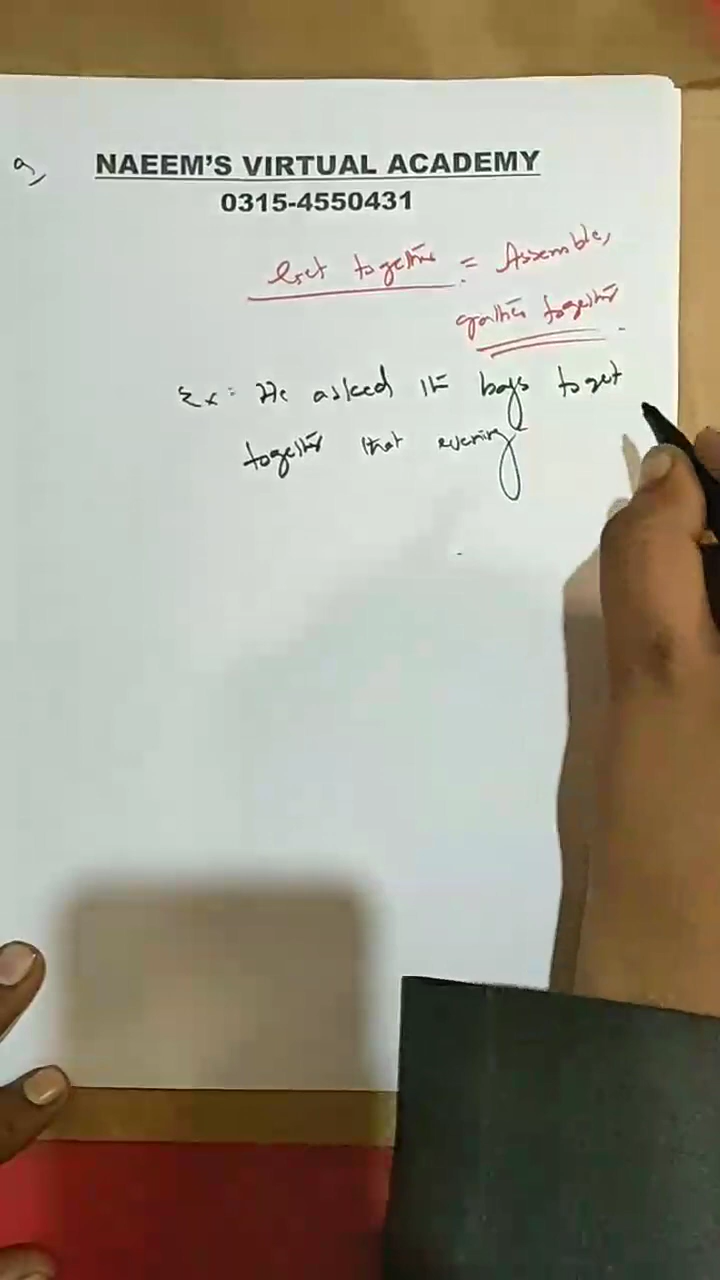 9)
NAEEM'S VIRTUAL ACADEMY
0315-4550431
Get together = Assemble,
gather together.
Ex: He asked the boys to get
together that evening